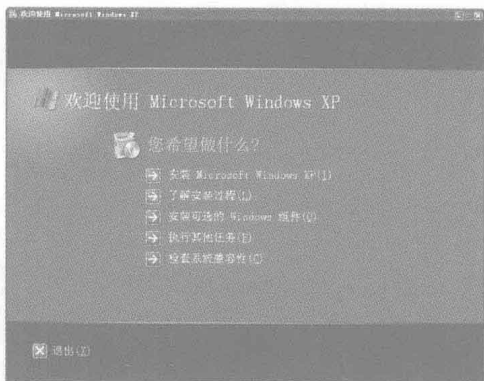 欢迎使用 Microsoft Windows XP
欢迎使用 Microsoft Windows XP
您希望做什么?
安装 Microsoft Windows XP(I)
了解安装过程(L)
安装可选的 Windows 组件(O)
执行其他任务(P)
检查系统兼容性(C)
退出(X)